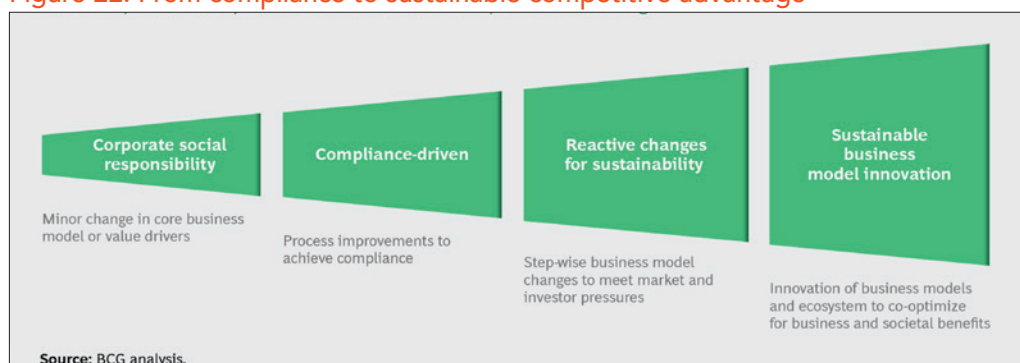 Figure 22: From compliance to sustainable competitive advantage
Corporate social
responsibility
Minor change in core business
model or value drivers
Compliance-driven
Process improvements to
achieve compliance
Reactive changes
for sustainability
Step-wise business model
changes to meet market and
investor pressures
Sustainable
business
model innovation
Innovation of business models
and ecosystem to co-optimize
for business and societal benefits
Source: BCG analysis.